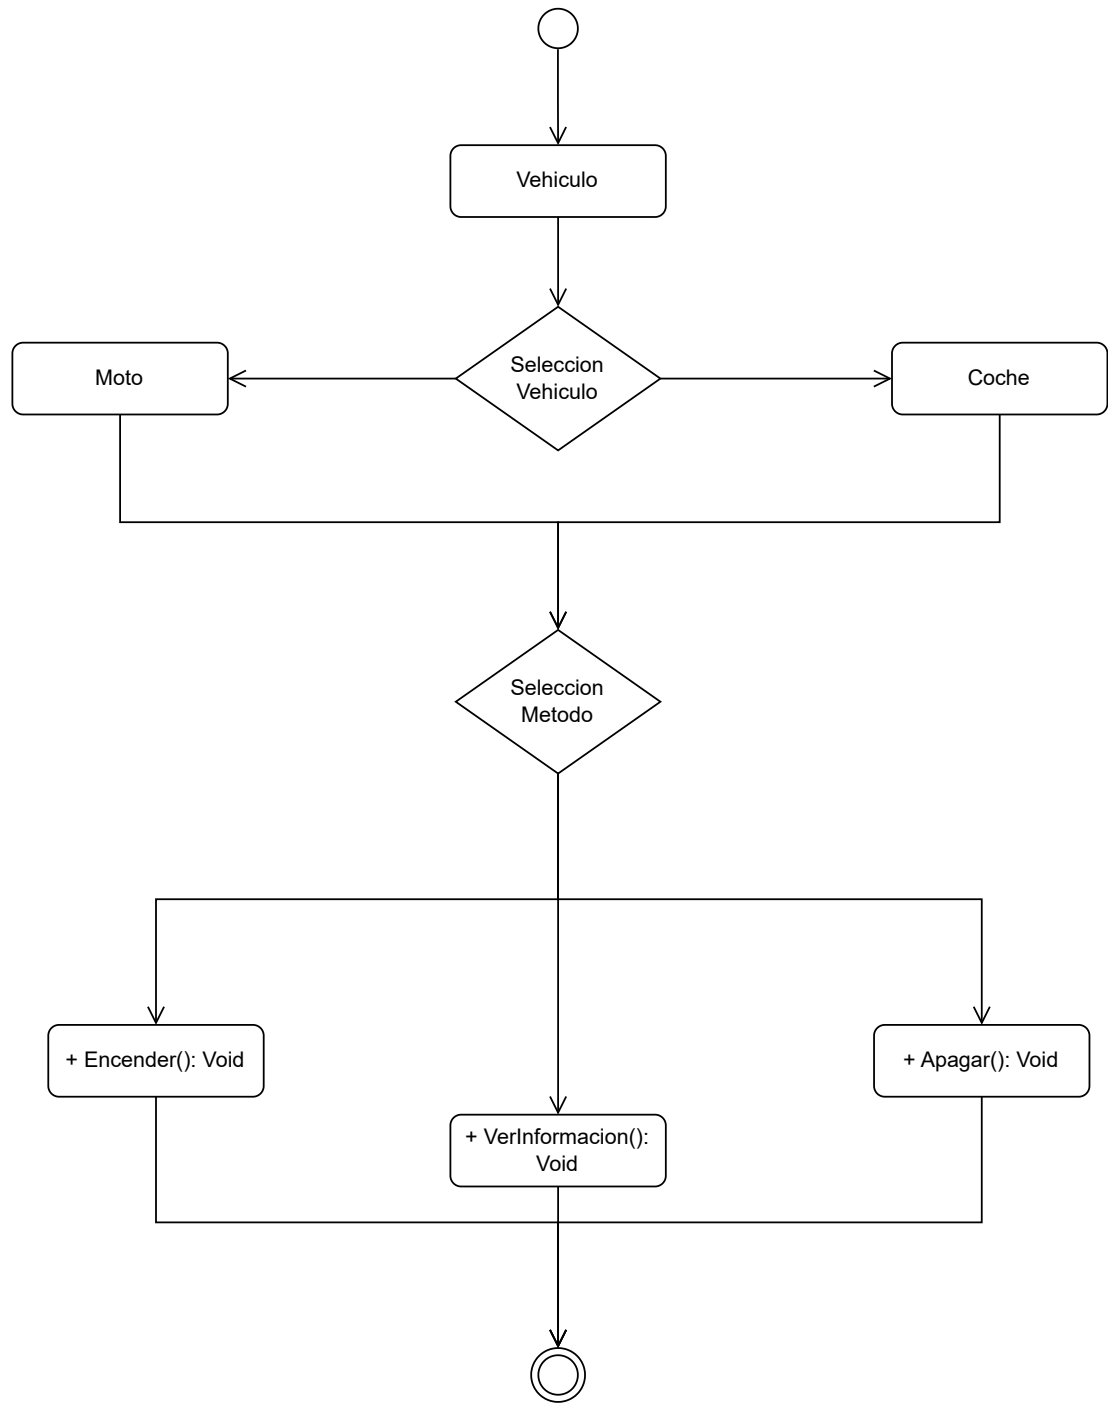 Vehiculo
Seleccion
Vehiculo
Moto
Coche
Seleccion
Metodo
+ Encender(): Void
+ Apagar(): Void
+ VerInformacion():
Void